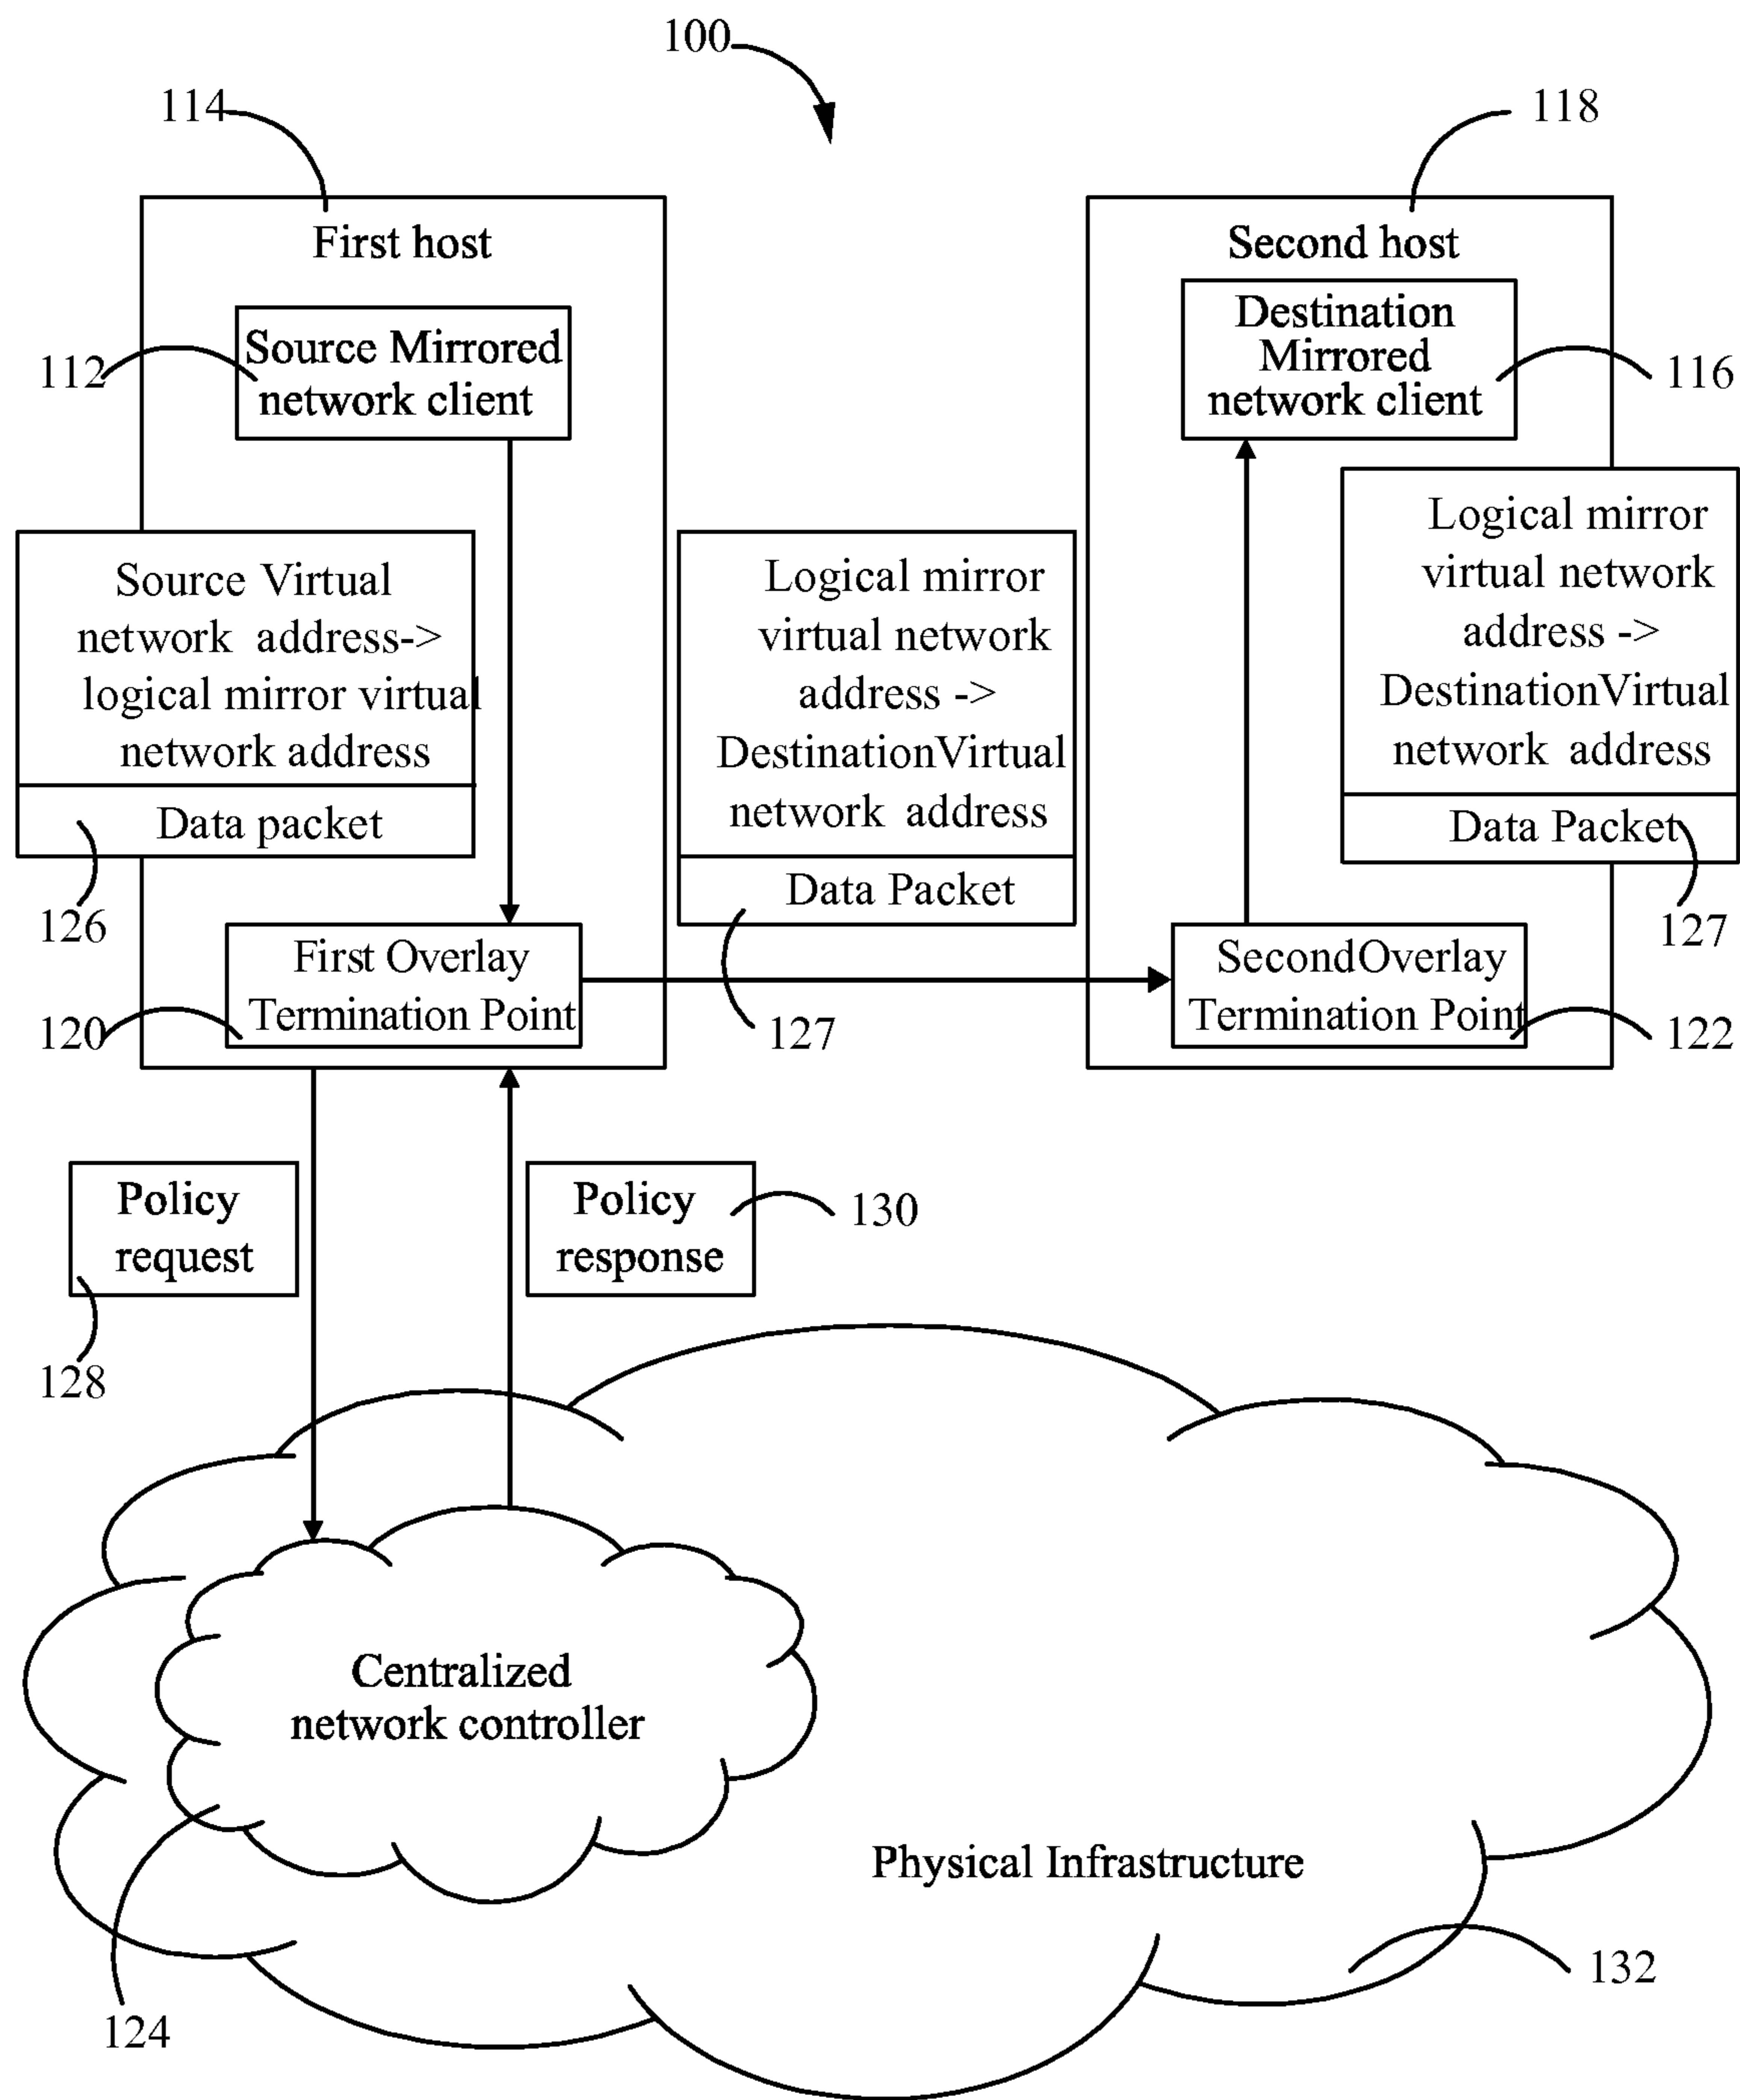 100
114
118
First host
Second host
Source Mirrored
network client
112
Destination
Mirrored
network client
116
Source Virtual
network address->
logical mirror virtual
network address
Data packet
126
Logical mirror
virtual network
address ->
DestinationVirtual
network address
Data Packet
127
Logical mirror
virtual network
address ->
DestinationVirtual
network address
Data Packet
127
First Overlay
Termination Point
120
SecondOverlay
Termination Point
122
Policy
request
128
Policy
response
130
Centralized
network controller
124
Physical Infrastructure
132